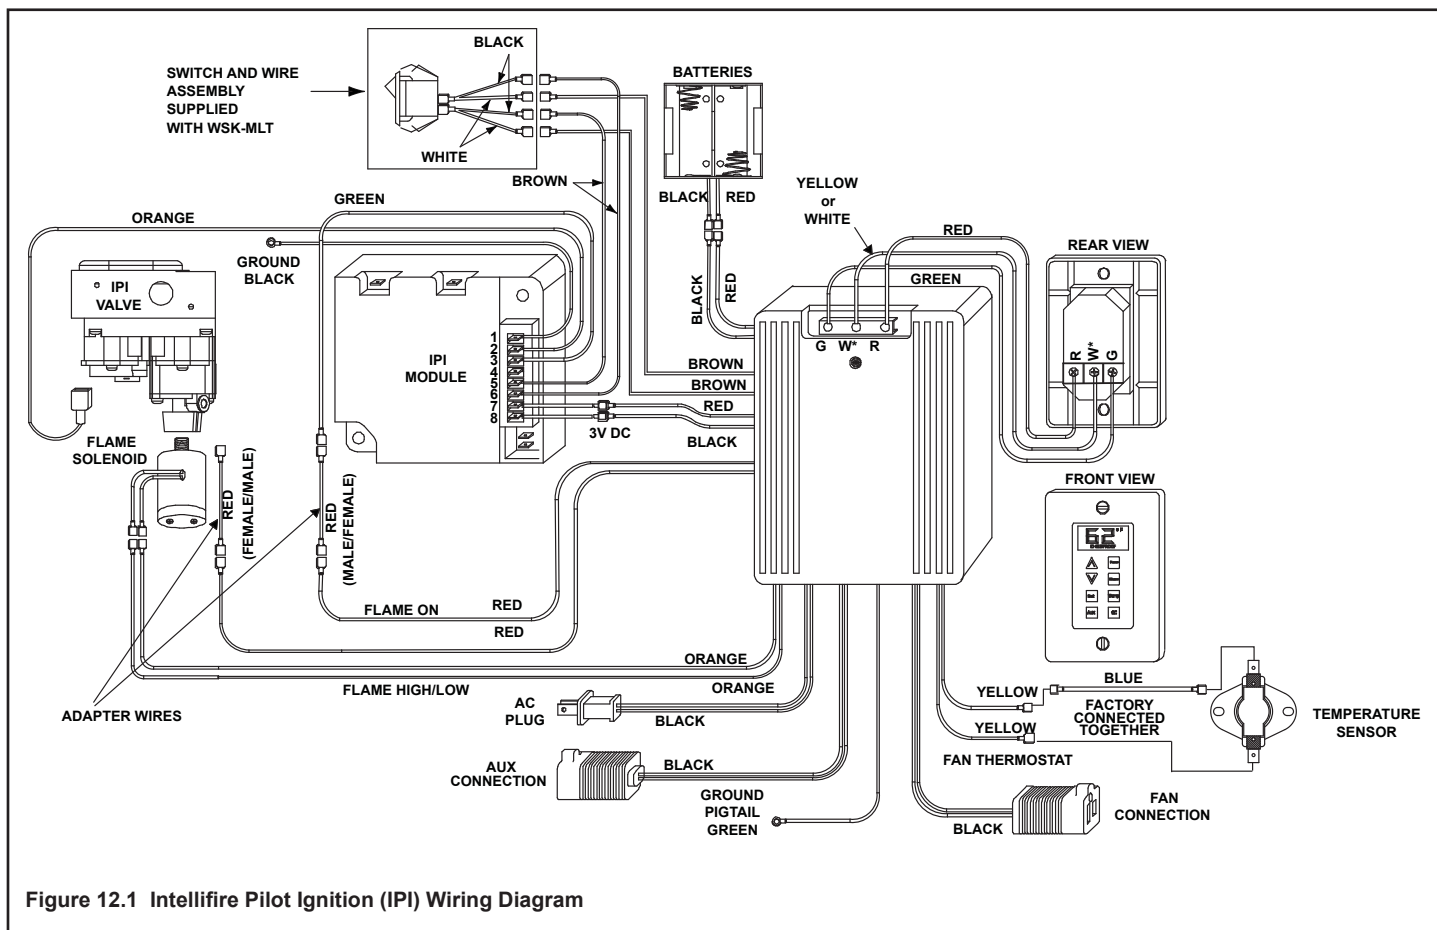 BLACK
SWITCH AND WIRE
ASSEMBLY
SUPPLIED
WITH WSK-MLT
WHITE
BATTERIES
BLACK
RED
BROWN
YELLOW
or
WHITE
GREEN
ORANGE
RED
REAR VIEW
GROUND
BLACK
IPI
VALVE
GREEN
BLACK
RED
G W* R
R
W*
G
1
2
3
4
5
6
7
8
IPI
MODULE
BROWN
BROWN
RED
3V DC
BLACK
FLAME
SOLENOID
RED
(FEMALE/MALE)
RED
(MALE/FEMALE)
FRONT VIEW
62°F
FLAME ON
RED
RED
ORANGE
FLAME HIGH/LOW
ORANGE
ADAPTER WIRES
AC
PLUG
BLACK
YELLOW
BLUE
FACTORY
CONNECTED
TOGETHER
YELLOW
TEMPERATURE
SENSOR
FAN THERMOSTAT
AUX
CONNECTION
BLACK
GROUND
PIGTAIL
GREEN
BLACK
FAN
CONNECTION
Figure 12.1 Intellifire Pilot Ignition (IPI) Wiring Diagram